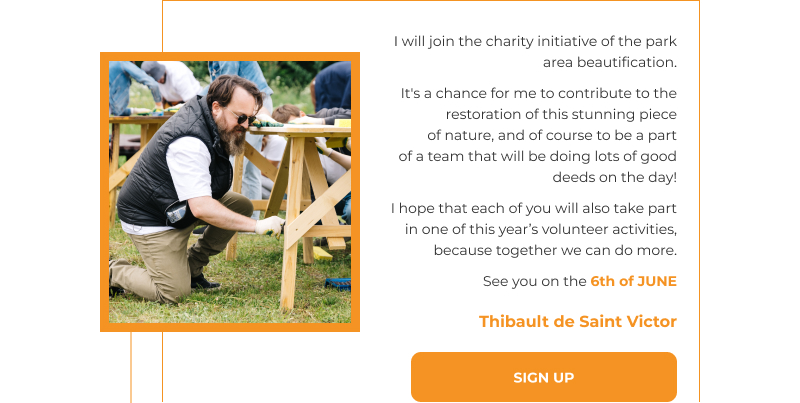 I will join the charity initiative of the park
area beautification.
It's a chance for me to contribute to the
restoration of this stunning piece
of nature, and of course to be a part
of a team that will be doing lots of good
deeds on the day!
I hope that each of you will also take part
in one of this year’s volunteer activities,
because together we can do more.
See you on the 6th of JUNE
Thibault de Saint Victor
SIGN UP